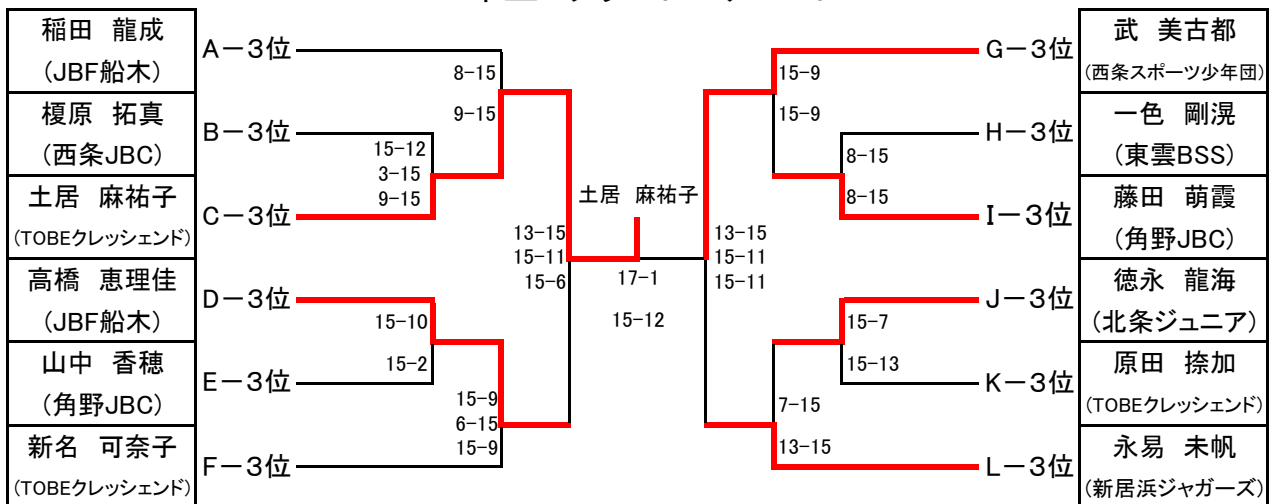 稲田 龍成
(JBF船木)
榎原 拓真
(西条JBC)
土居 麻祐子
(TOBEクレッシェンド)
高橋 恵理佳
(JBF船木)
山中 香穂
(角野JBC)
新名 可奈子
(TOBEクレッシェンド)
A-3位
B-3位
C-3位
D-3位
E-3位
F-3位
8-15
9-15
15-12
3-15
9-15
13-15
15-11
15-6
15-10
15-2
15-9
6-15
15-9
土居 麻祐子
17-1
15-12
15-9
15-9
8-15
8-15
13-15
15-11
15-11
15-7
15-13
7-15
13-15
G-3位
H-3位
I-3位
J-3位
K-3位
L-3位
武 美古都
(西条スポーツ少年団)
一色 剛滉
(東雲BSS)
藤田 萌霞
(角野JBC)
徳永 龍海
(北条ジュニア)
原田 捺加
(TOBEクレッシェンド)
永易 未帆
(新居浜ジャガーズ)